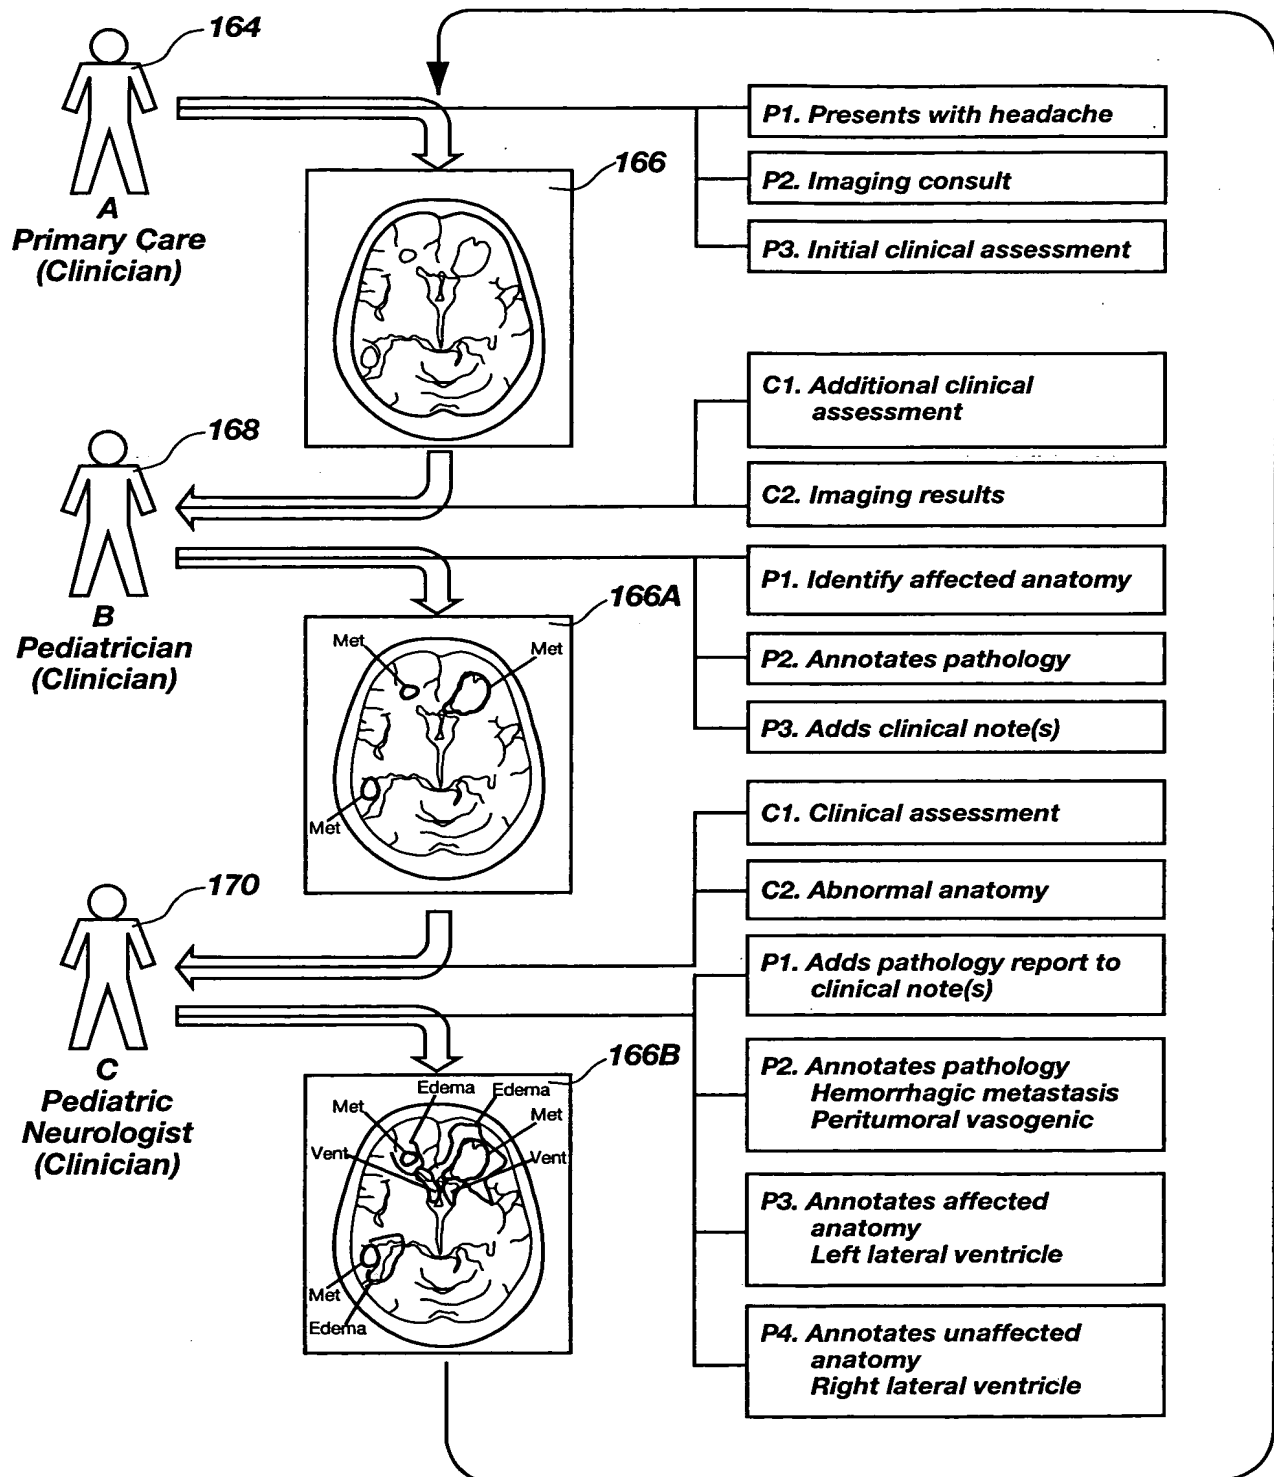 164
A
Primary Care
(Clinician)
166
P1. Presents with headache
P2. Imaging consult
P3. Initial clinical assessment
C1. Additional clinical
assessment
C2. Imaging results
168
B
Pediatrician
(Clinician)
166A
Met
Met
Met
P1. Identify affected anatomy
P2. Annotates pathology
P3. Adds clinical note(s)
C1. Clinical assessment
C2. Abnormal anatomy
170
C
Pediatric
Neurologist
(Clinician)
166B
Edema
Edema
Met
Met
Vent
Vent
Met
Edema
P1. Adds pathology report to
clinical note(s)
P2. Annotates pathology
Hemorrhagic metastasis
Peritumoral vasogenic
P3. Annotates affected
anatomy
Left lateral ventricle
P4. Annotates unaffected
anatomy
Right lateral ventricle